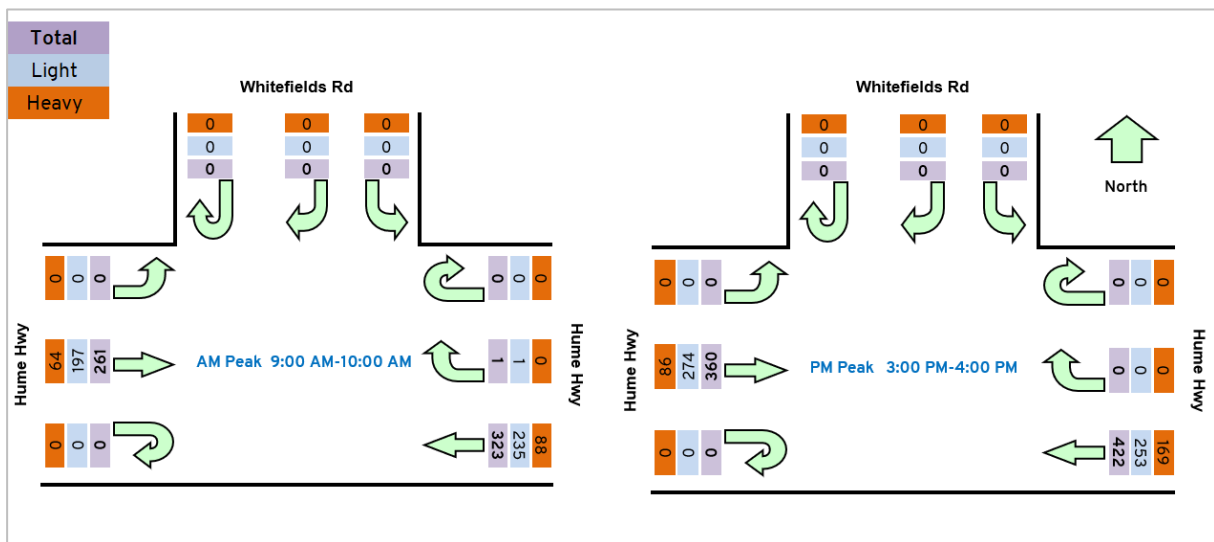 Total
Light
Heavy
Whitefields Rd
0 0 0
0 0 0
0 0 0
Hume Hwy
0 0 0
64 197 261
0 0 0
AM Peak 9:00 AM-10:00 AM
0 0 0
1 1 0
323 235 88
Hume Hwy
Whitefields Rd
0 0 0
0 0 0
0 0 0
North
Hume Hwy
0 0 0
86 274 360
0 0 0
PM Peak 3:00 PM-4:00 PM
0 0 0
0 0 0
422 253 169
Hume Hwy